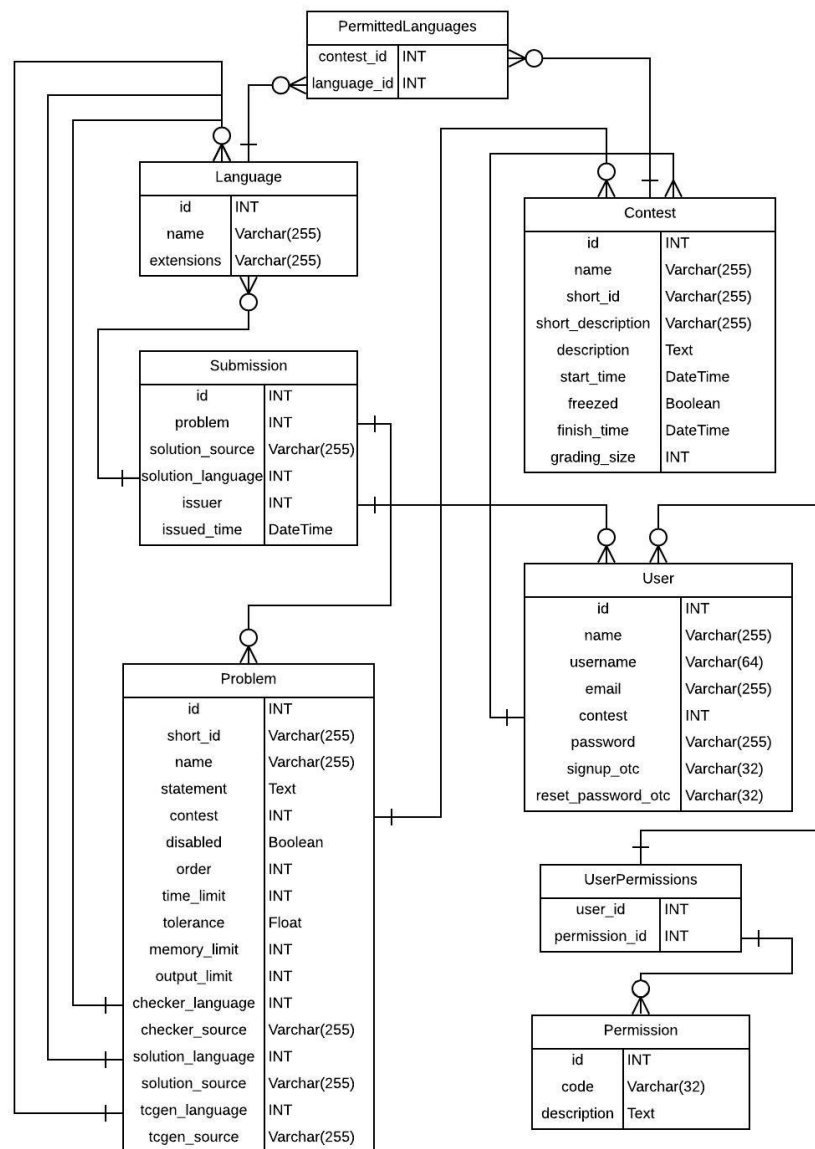 PermittedLanguages
contest_id INT
language_id INT
Language
id INT
name Varchar(255)
extensions Varchar(255)
Contest
id INT
name Varchar(255)
short_id Varchar(255)
short_description Varchar(255)
description Text
start_time DateTime
freezed Boolean
finish_time DateTime
grading_size INT
Submission
id INT
problem INT
solution_source Varchar(255)
solution_language INT
issuer INT
issued_time DateTime
User
id INT
name Varchar(255)
username Varchar(64)
email Varchar(255)
contest INT
password Varchar(255)
signup_otc Varchar(32)
reset_password_otc Varchar(32)
Problem
id INT
short_id Varchar(255)
name Varchar(255)
statement Text
contest INT
disabled Boolean
order INT
time_limit INT
tolerance Float
memory_limit INT
output_limit INT
checker_language INT
checker_source Varchar(255)
solution_language INT
solution_source Varchar(255)
tcgen_language INT
tcgen_source Varchar(255)
UserPermissions
user_id INT
permission_id INT
Permission
id INT
code Varchar(32)
description Text